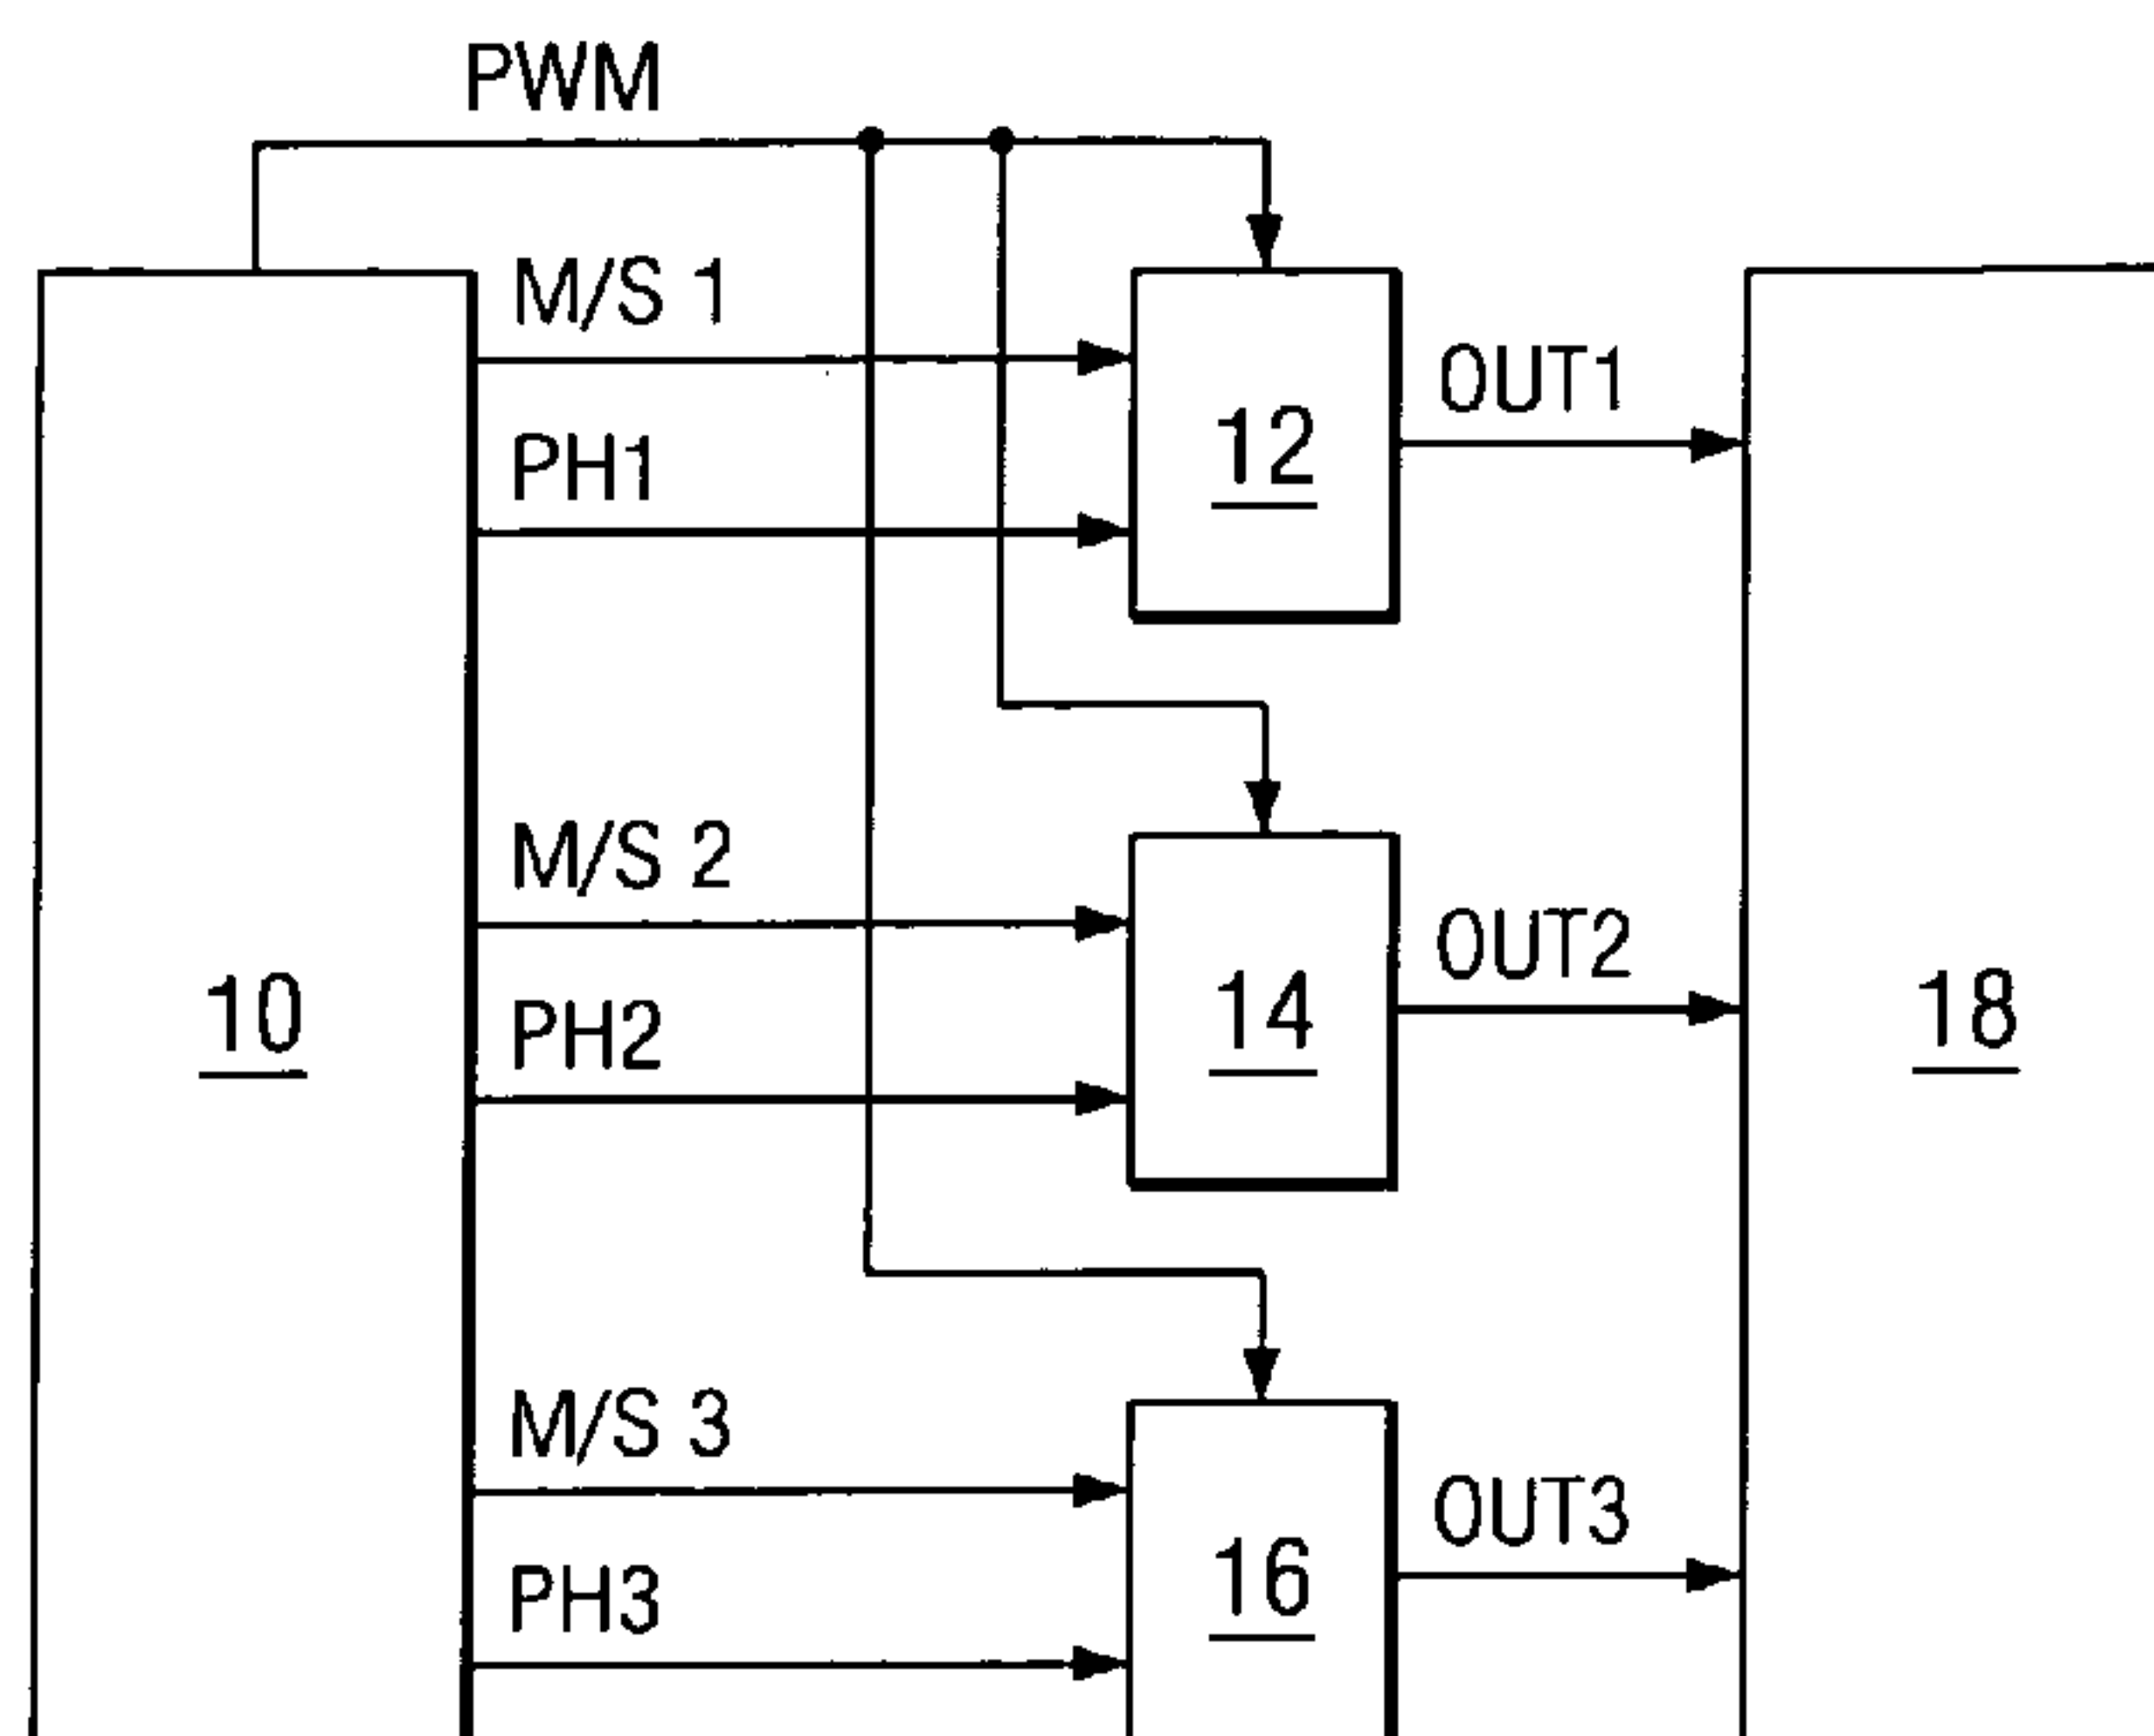 PWM
M/S 1
OUT1
12
PH1
M/S 2
OUT2
10
14
18
PH2
M/S 3
OUT3
16
PH3